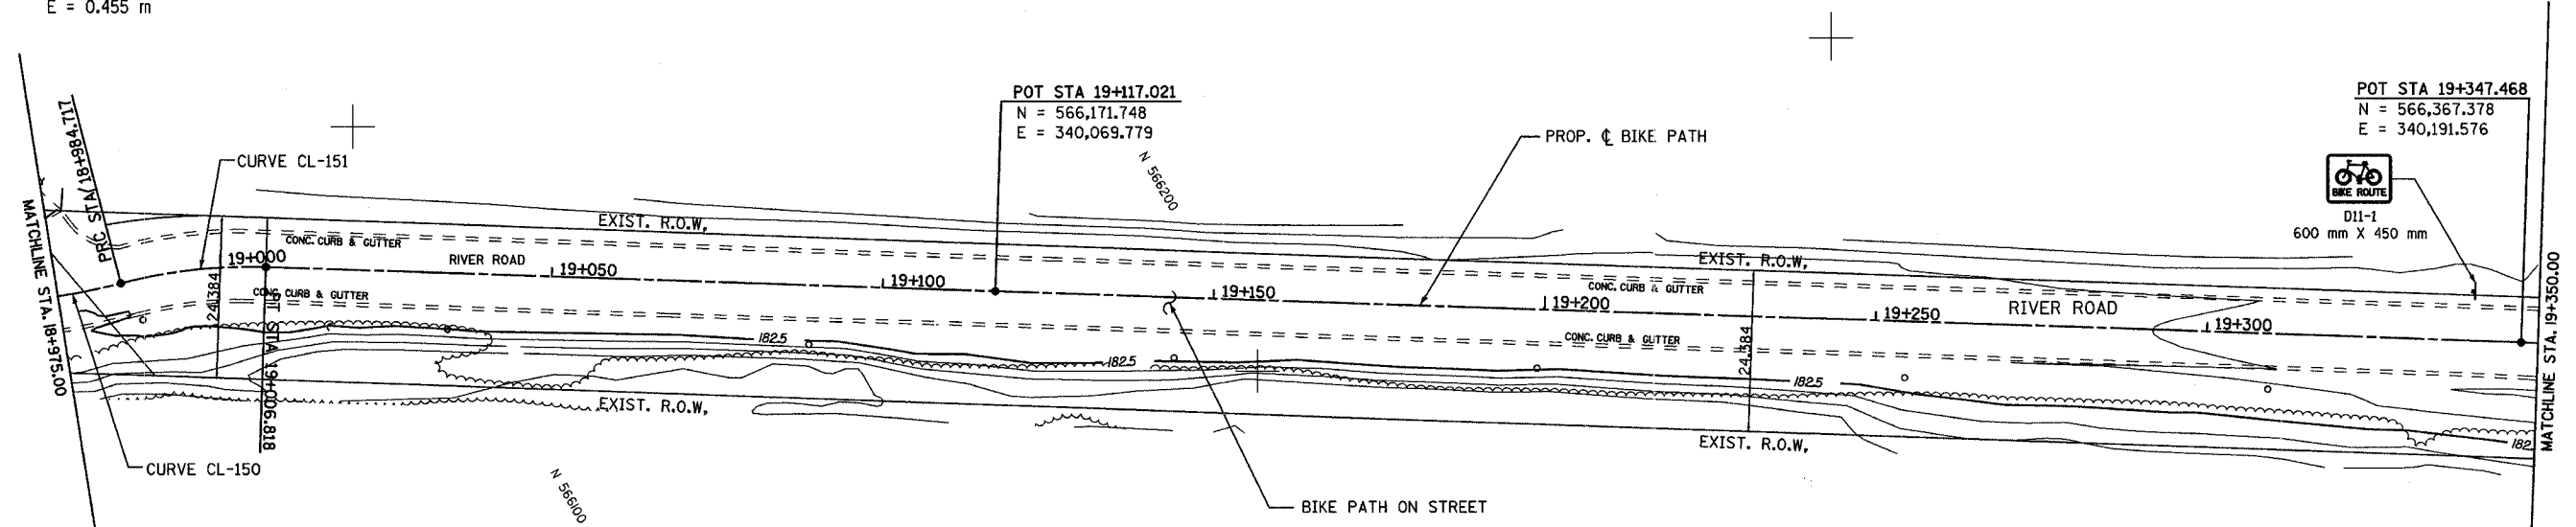 E = 0.455 m
POT STA 19+117.021
N = 566,171.748
E = 340,069.779
POT STA 19+347.468
N = 566,367.378
E = 340,191.576
PRC STA 18+984.717
CURVE CL-151
PROP. ℄ BIKE PATH
N 566200
BIKE ROUTE
D11-1
600 mm X 450 mm
MATCHLINE STA. 18+975.00
EXIST. R.O.W.
CONC. CURB & GUTTER
19+000
RIVER ROAD
19+050
19+100
19+150
19+200
19+250
19+300
EXIST. R.O.W.
CONC. CURB & GUTTER
RIVER ROAD
MATCHLINE STA. 19+350.00
24.384
CONC. CURB & GUTTER
PT STA 19+006.818
182.5
182.5
CONC. CURB & GUTTER
24.384
182.5
182.
EXIST. R.O.W.
EXIST. R.O.W.
CURVE CL-150
N 566100
BIKE PATH ON STREET